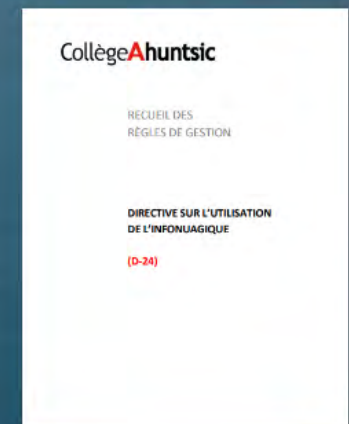 CollègeAhuntsic
RECUEIL DES
RÈGLES DE GESTION
DIRECTIVE SUR L'UTILISATION
DE L'INFONUAGIQUE
(D-24)